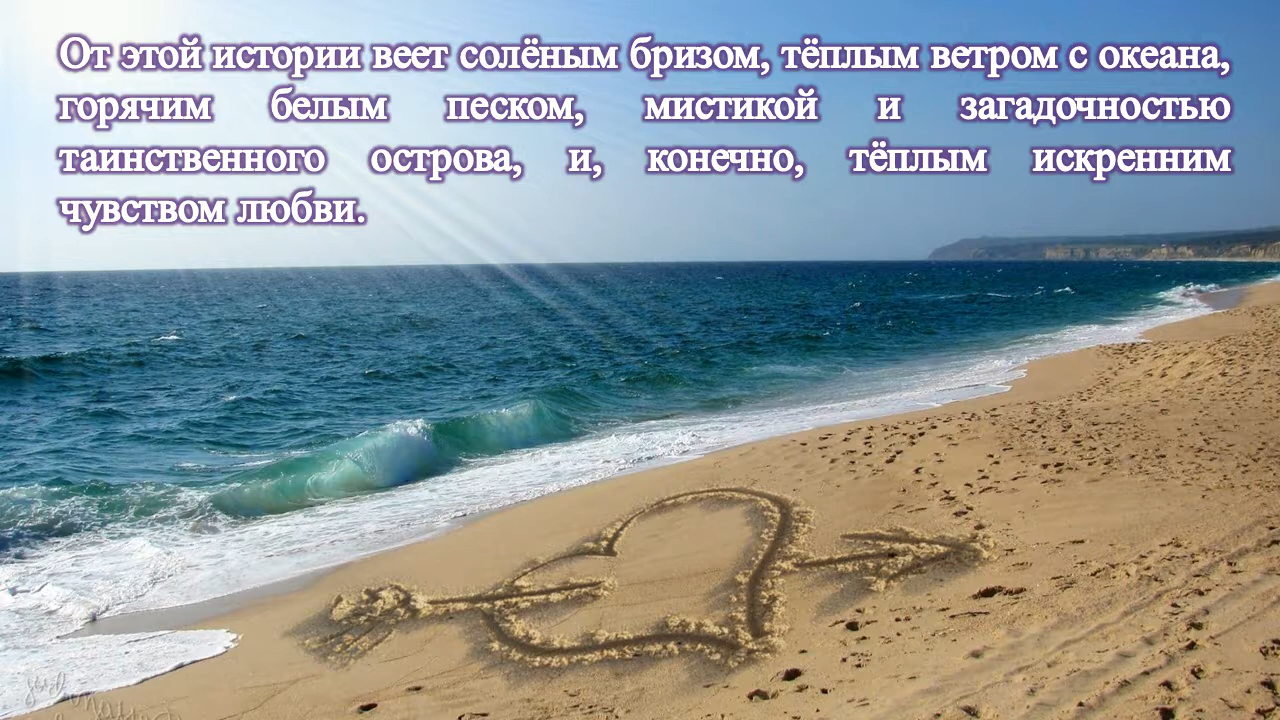 От этой истории веет солёным бризом, тёплым ветром с океана,
горячим белым песком, мистикой и загадочностью
таинственного острова, и, конечно, тёплым искренним
чувством любви.